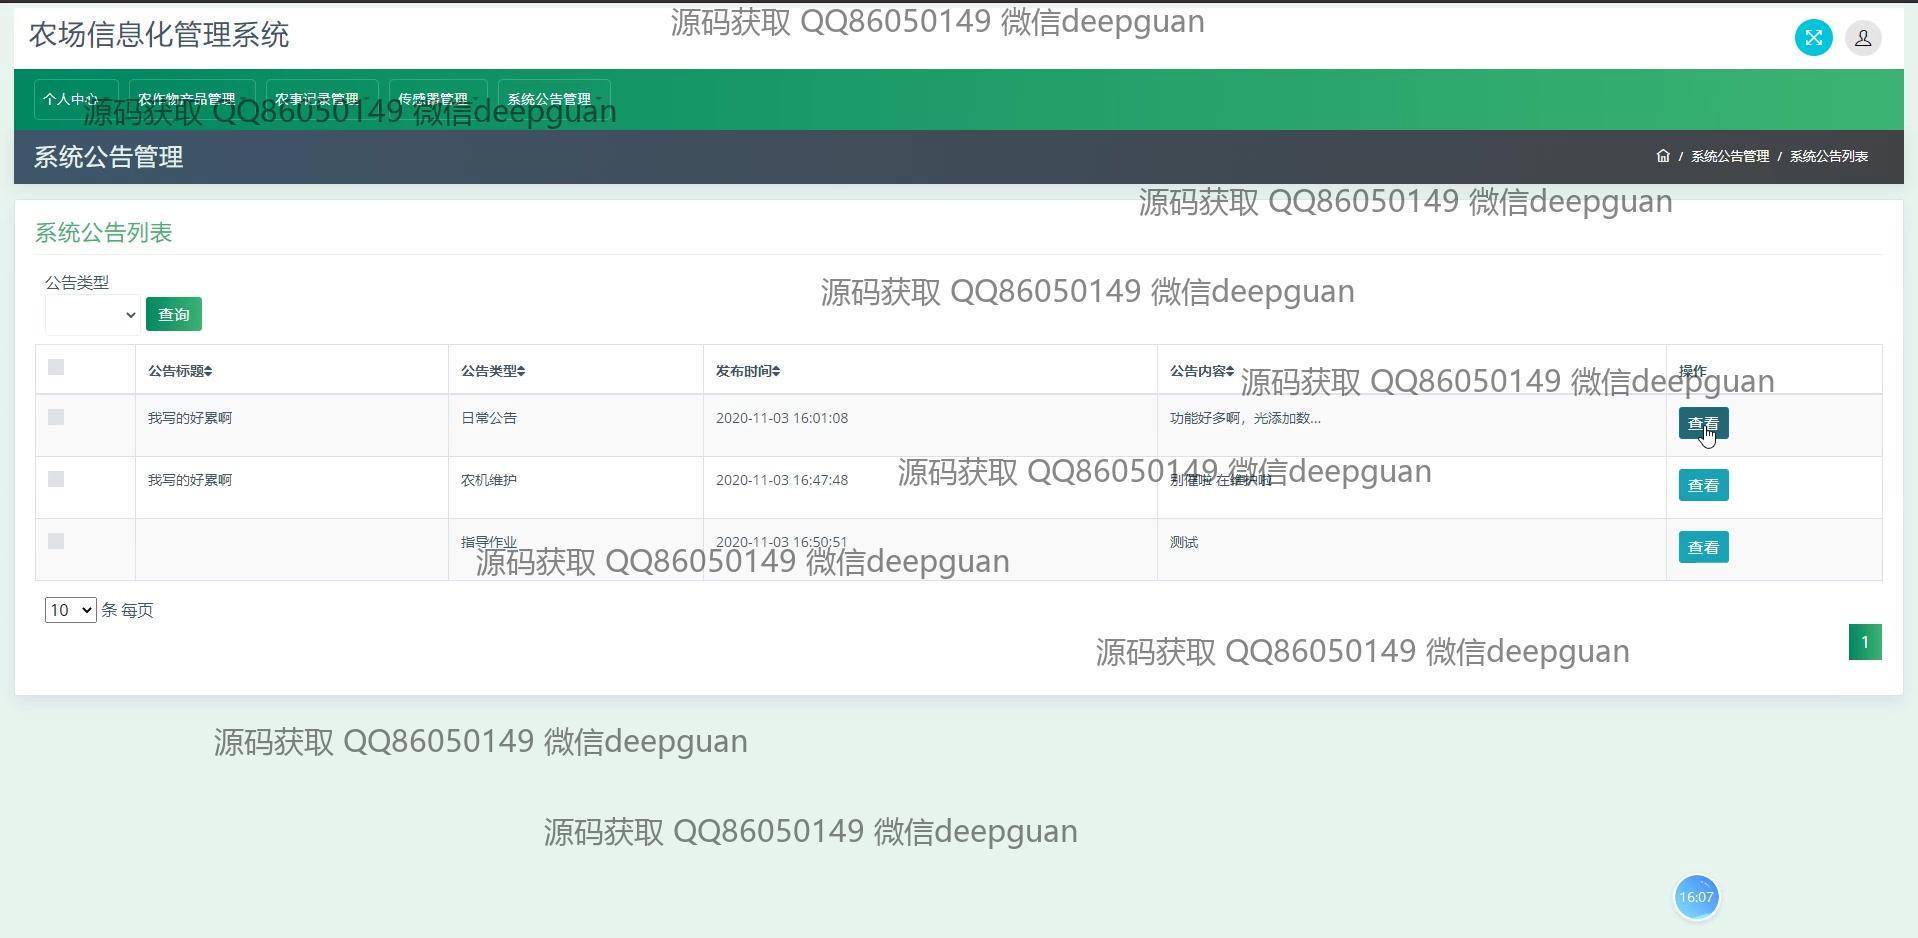 源码获取 QQ86050149 微信deepguan
农场信息化管理系统
个人中心 农作物产品管理 农事记录管理 传感器管理 系统公告管理
源码获取 QQ86050149 微信deepguan
系统公告管理
/ 系统公告管理 / 系统公告列表
源码获取 QQ86050149 微信deepguan
系统公告列表
公告类型
源码获取 QQ86050149 微信deepguan
查询
公告标题 公告类型 发布时间 公告内容 操作
源码获取 QQ86050149 微信deepguan
我写的好累啊 日常公告 2020-11-03 16:01:08 功能好多啊，光添加数... 查看
源码获取 QQ86050149 微信deepguan
我写的好累啊 农机维护 2020-11-03 16:47:48 别催啦 在维护啦 查看
指导作业 2020-11-03 16:50:51 测试 查看
源码获取 QQ86050149 微信deepguan
10 条 每页
1
源码获取 QQ86050149 微信deepguan
源码获取 QQ86050149 微信deepguan
源码获取 QQ86050149 微信deepguan
16:07